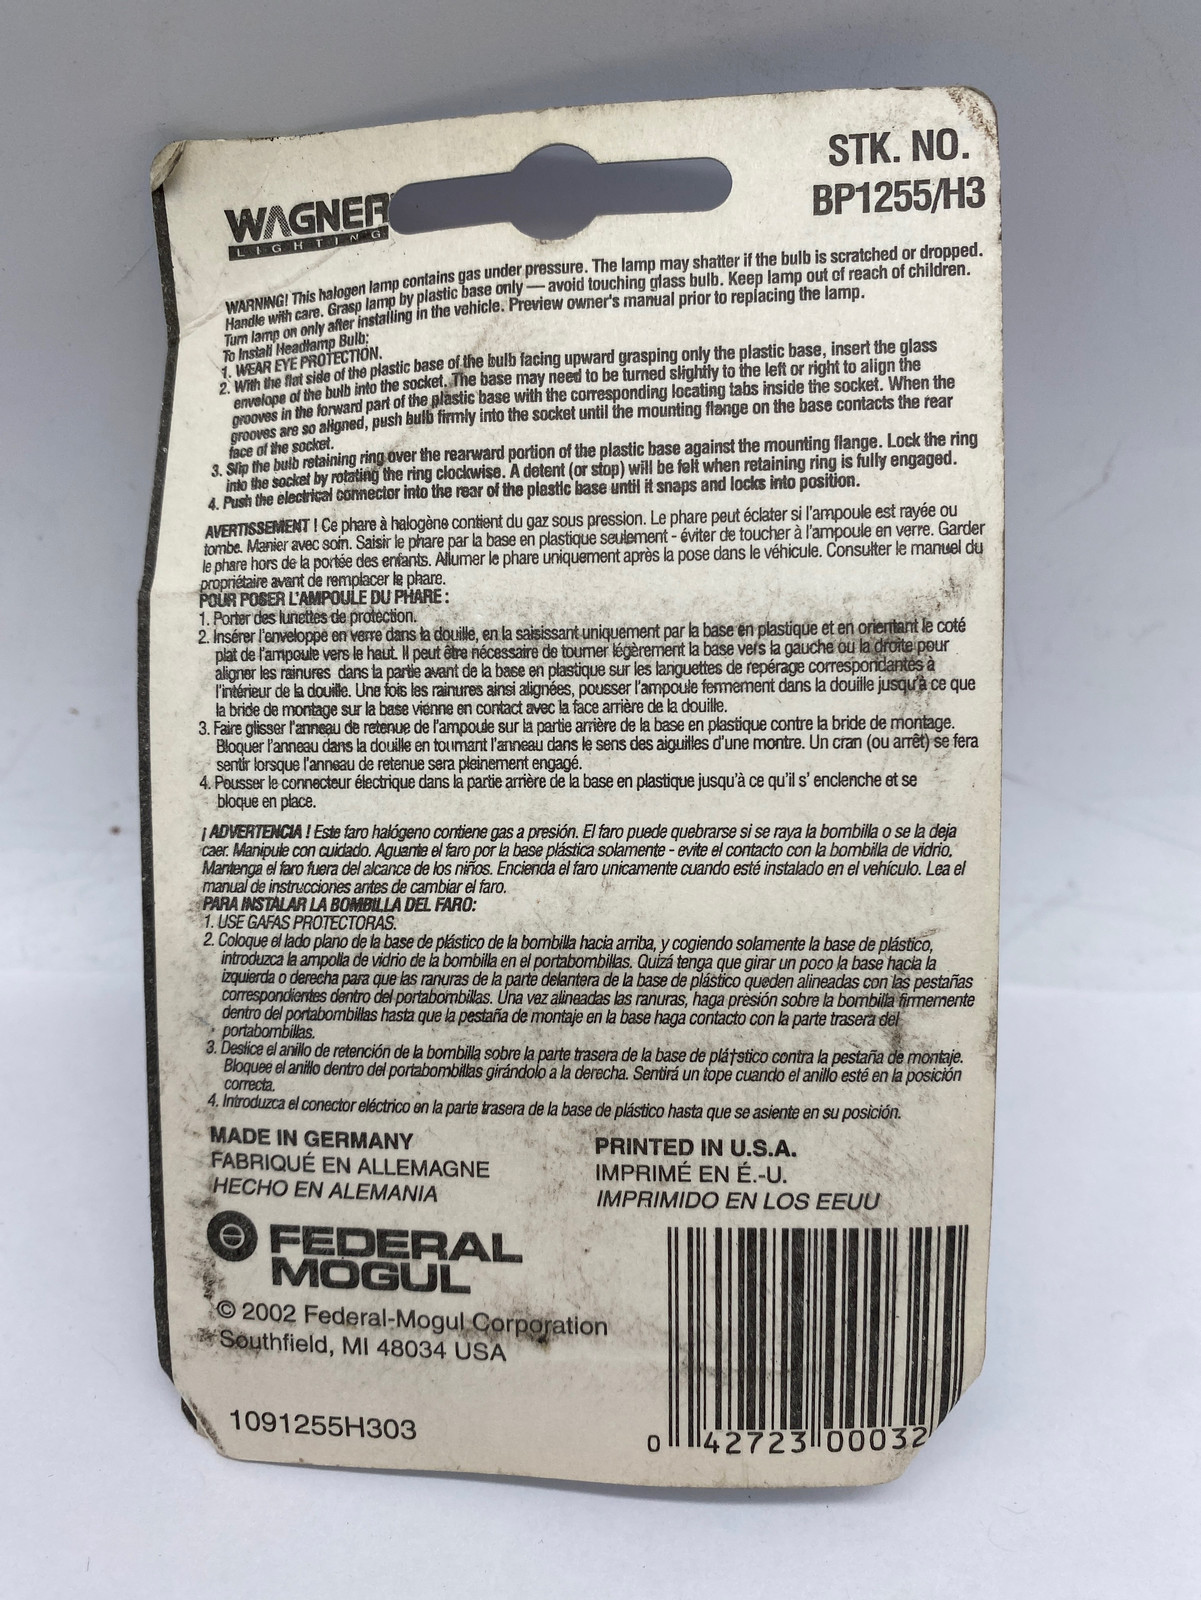 STK. NO.
BP1255/H3
WAGNER
LIGHTING
WARNING! This halogen lamp contains gas under pressure. The lamp may shatter if the bulb is scratched or dropped.
Handle with care. Grasp lamp by plastic base only — avoid touching glass bulb. Keep lamp out of reach of children.
Turn lamp on only after installing in the vehicle. Preview owner's manual prior to replacing the lamp.
To Install Headlamp Bulb:
1. WEAR EYE PROTECTION.
2. With the flat side of the plastic base of the bulb facing upward grasping only the plastic base, insert the glass
envelope of the bulb into the socket. The base may need to be turned slightly to the left or right to align the
grooves in the forward part of the plastic base with the corresponding locating tabs inside the socket. When the
grooves are so aligned, push bulb firmly into the socket until the mounting flange on the base contacts the rear
face of the socket.
3. Slip the bulb retaining ring over the rearward portion of the plastic base against the mounting flange. Lock the ring
into the socket by rotating the ring clockwise. A detent (or stop) will be felt when retaining ring is fully engaged.
4. Push the electrical connector into the rear of the plastic base until it snaps and locks into position.
AVERTISSEMENT ! Ce phare à halogène contient du gaz sous pression. Le phare peut éclater si l'ampoule est rayée ou
tombe. Manier avec soin. Saisir le phare par la base en plastique seulement - éviter de toucher à l'ampoule en verre. Garder
le phare hors de la portée des enfants. Allumer le phare uniquement après la pose dans le véhicule. Consulter le manuel du
propriétaire avant de remplacer le phare.
POUR POSER L'AMPOULE DU PHARE :
1. Porter des lunettes de protection.
2. Insérer l'enveloppe en verre dans la douille, en la saisissant uniquement par la base en plastique et en orientant le coté
plat de l'ampoule vers le haut. Il peut être nécessaire de tourner légèrement la base vers la gauche ou la droite pour
aligner les rainures dans la partie avant de la base en plastique sur les languettes de repérage correspondantes à
l'intérieur de la douille. Une fois les rainures ainsi alignées, pousser l'ampoule fermement dans la douille jusqu'à ce que
la bride de montage sur la base vienne en contact avec la face arrière de la douille.
3. Faire glisser l'anneau de retenue de l'ampoule sur la partie arrière de la base en plastique contre la bride de montage.
Bloquer l'anneau dans la douille en tournant l'anneau dans le sens des aiguilles d'une montre. Un cran (ou arrêt) se fera
sentir lorsque l'anneau de retenue sera pleinement engagé.
4. Pousser le connecteur électrique dans la partie arrière de la base en plastique jusqu'à ce qu'il s' enclenche et se
bloque en place.
¡ ADVERTENCIA ! Este faro halógeno contiene gas a presión. El faro puede quebrarse si se raya la bombilla o se la deja
caer. Manipule con cuidado. Aguante el faro por la base plástica solamente - evite el contacto con la bombilla de vidrio.
Mantenga el faro fuera del alcance de los niños. Encienda el faro unicamente cuando esté instalado en el vehículo. Lea el
manual de instrucciones antes de cambiar el faro.
PARA INSTALAR LA BOMBILLA DEL FARO:
1. USE GAFAS PROTECTORAS.
2. Coloque el lado plano de la base de plástico de la bombilla hacia arriba, y cogiendo solamente la base de plástico,
introduzca la ampolla de vidrio de la bombilla en el portabombillas. Quizá tenga que girar un poco la base hacia la
izquierda o derecha para que las ranuras de la parte delantera de la base de plástico queden alineadas con las pestañas
correspondientes dentro del portabombillas. Una vez alineadas las ranuras, haga presión sobre la bombilla firmemente
dentro del portabombillas hasta que la pestaña de montaje en la base haga contacto con la parte trasera del
portabombillas.
3. Deslice el anillo de retención de la bombilla sobre la parte trasera de la base de plá†stico contra la pestaña de montaje.
Bloquee el anillo dentro del portabombillas girándolo a la derecha. Sentirá un tope cuando el anillo esté en la posición
correcta.
4. Introduzca el conector eléctrico en la parte trasera de la base de plástico hasta que se asiente en su posición.
MADE IN GERMANY
FABRIQUÉ EN ALLEMAGNE
HECHO EN ALEMANIA
PRINTED IN U.S.A.
IMPRIMÉ EN É.-U.
IMPRIMIDO EN LOS EEUU
FEDERAL
MOGUL
© 2002 Federal-Mogul Corporation
Southfield, MI 48034 USA
1091255H303
0 42723 00032